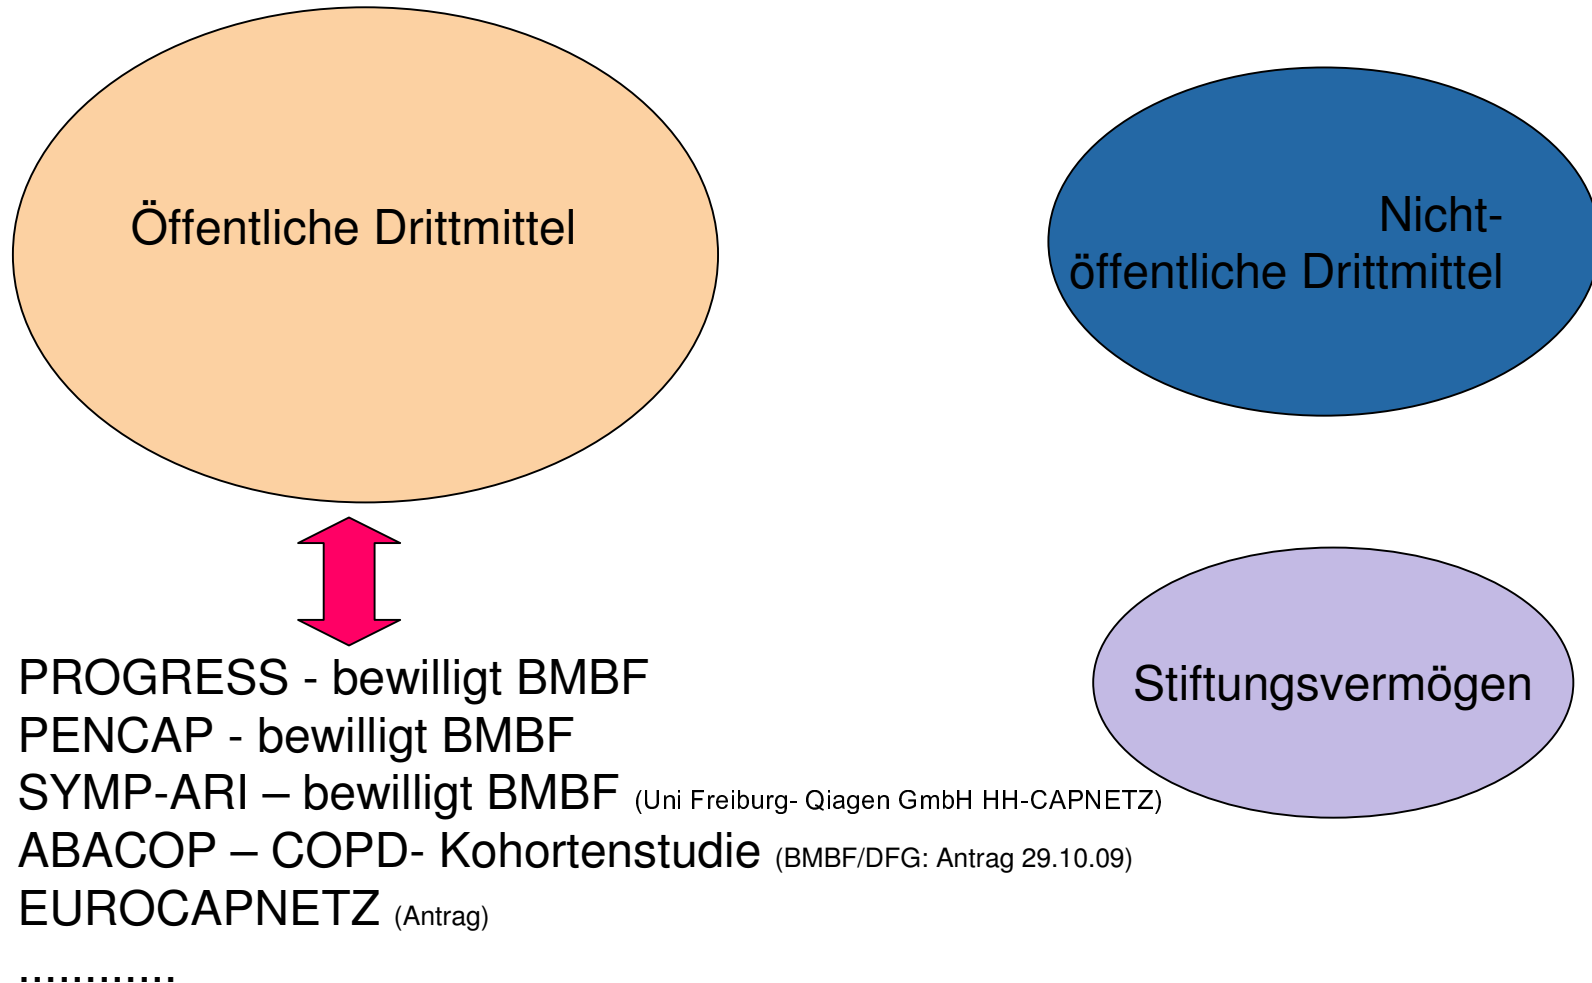 Öffentliche Drittmittel
Nicht-
öffentliche Drittmittel
Stiftungsvermögen
PROGRESS - bewilligt BMBF
PENCAP - bewilligt BMBF
SYMP-ARI – bewilligt BMBF (Uni Freiburg- Qiagen GmbH HH-CAPNETZ)
ABACOP – COPD- Kohortenstudie (BMBF/DFG: Antrag 29.10.09)
EUROCAPNETZ (Antrag)
............